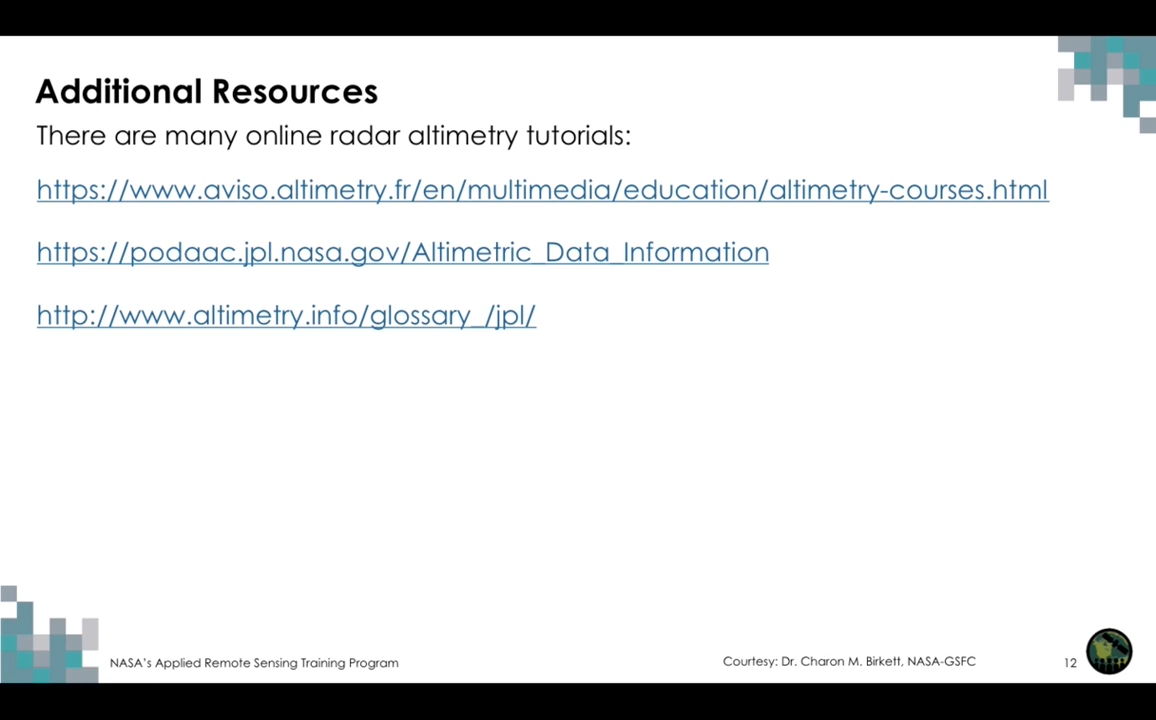 Additional Resources
There are many online radar altimetry tutorials:
https://www.aviso.altimetry.fr/en/multimedia/education/altimetry-courses.html
https://podaac.jpl.nasa.gov/Altimetric_Data_Information
http://www.altimetry.info/glossary_/jpl/
NASA's Applied Remote Sensing Training Program
Courtesy: Dr. Charon M. Birkett, NASA-GSFC
12